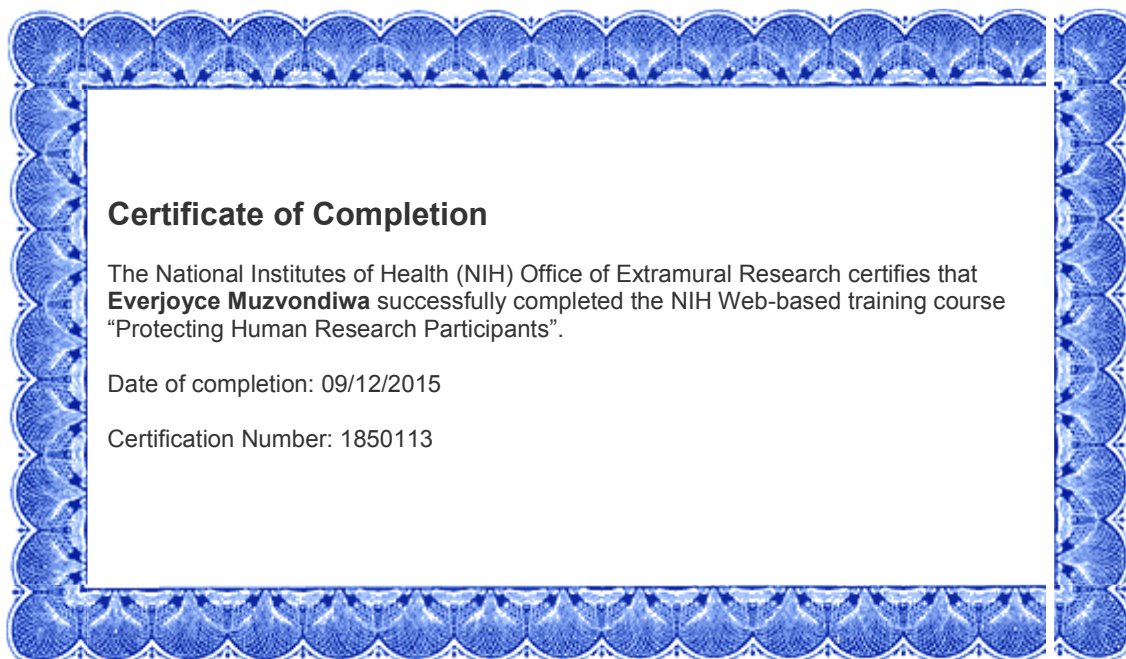 Certificate of Completion
The National Institutes of Health (NIH) Office of Extramural Research certifies that
Everjoyce Muzvondiwa successfully completed the NIH Web-based training course
“Protecting Human Research Participants”.
Date of completion: 09/12/2015
Certification Number: 1850113